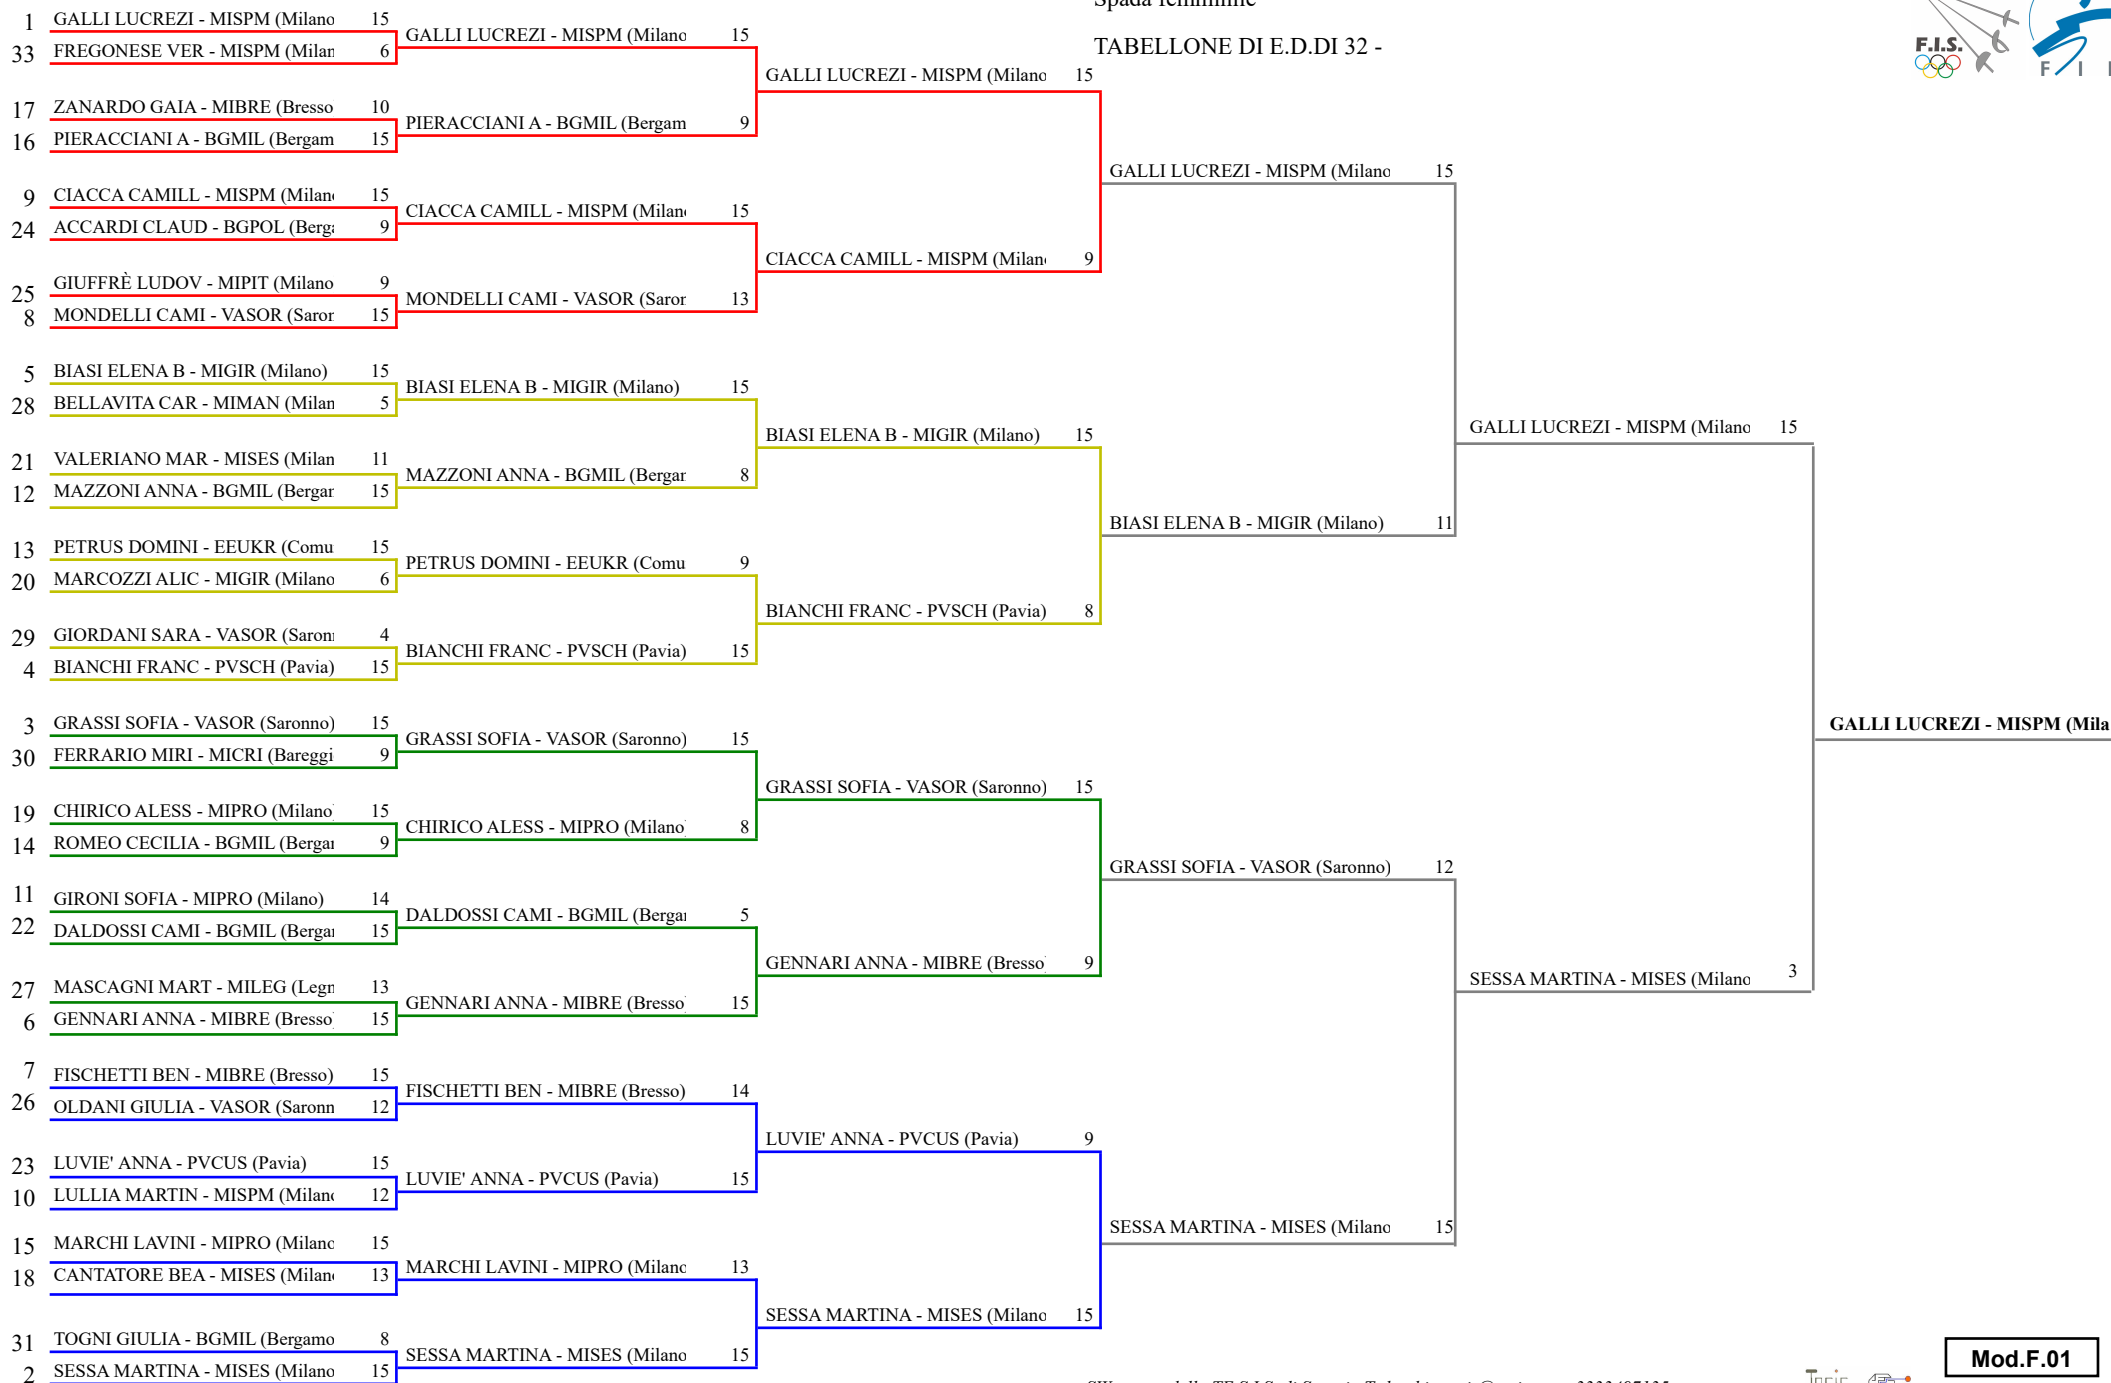 Spada femminile
TABELLONE DI E.D.DI 32 -
F.I.S.
F I
1 GALLI LUCREZI - MISPM (Milano 15
33 FREGONESE VER - MISPM (Milan 6
17 ZANARDO GAIA - MIBRE (Bresso 10
16 PIERACCIANI A - BGMIL (Bergam 15
9 CIACCA CAMILL - MISPM (Milan 15
24 ACCARDI CLAUD - BGPOL (Berg 9
25 GIUFFRÈ LUDOV - MIPIT (Milano 9
8 MONDELLI CAMI - VASOR (Saron 15
5 BIASI ELENA B - MIGIR (Milano) 15
28 BELLAVITA CAR - MIMAN (Milan 5
21 VALERIANO MAR - MISES (Milan 11
12 MAZZONI ANNA - BGMIL (Bergar 15
13 PETRUS DOMINI - EEUKR (Comu 15
20 MARCOZZI ALIC - MIGIR (Milano 6
29 GIORDANI SARA - VASOR (Saron 4
4 BIANCHI FRANC - PVSCH (Pavia) 15
3 GRASSI SOFIA - VASOR (Saronno) 15
30 FERRARIO MIRI - MICRI (Bareggi 9
19 CHIRICO ALESS - MIPRO (Milano) 15
14 ROMEO CECILIA - BGMIL (Bergar 9
11 GIRONI SOFIA - MIPRO (Milano) 14
22 DALDOSSI CAMI - BGMIL (Bergar 15
27 MASCAGNI MART - MILEG (Legn 13
6 GENNARI ANNA - MIBRE (Bresso) 15
7 FISCHETTI BEN - MIBRE (Bresso) 15
26 OLDANI GIULIA - VASOR (Saronn 12
23 LUVIE' ANNA - PVCUS (Pavia) 15
10 LULLIA MARTIN - MISPM (Milano 12
15 MARCHI LAVINI - MIPRO (Milano 15
18 CANTATORE BEA - MISES (Milan 13
31 TOGNI GIULIA - BGMIL (Bergamo 8
2 SESSA MARTINA - MISES (Milano 15
GALLI LUCREZI - MISPM (Milano 15
PIERACCIANI A - BGMIL (Bergam 9
CIACCA CAMILL - MISPM (Milan 15
MONDELLI CAMI - VASOR (Saron 13
BIASI ELENA B - MIGIR (Milano) 15
MAZZONI ANNA - BGMIL (Bergar 8
PETRUS DOMINI - EEUKR (Comu 9
BIANCHI FRANC - PVSCH (Pavia) 15
GRASSI SOFIA - VASOR (Saronno) 15
CHIRICO ALESS - MIPRO (Milano) 8
DALDOSSI CAMI - BGMIL (Bergar 5
GENNARI ANNA - MIBRE (Bresso) 15
FISCHETTI BEN - MIBRE (Bresso) 14
LUVIE' ANNA - PVCUS (Pavia) 15
MARCHI LAVINI - MIPRO (Milano 13
SESSA MARTINA - MISES (Milano 15
GALLI LUCREZI - MISPM (Milano 15
CIACCA CAMILL - MISPM (Milan 9
BIASI ELENA B - MIGIR (Milano) 15
BIANCHI FRANC - PVSCH (Pavia) 8
GRASSI SOFIA - VASOR (Saronno) 15
GENNARI ANNA - MIBRE (Bresso) 9
LUVIE' ANNA - PVCUS (Pavia) 9
SESSA MARTINA - MISES (Milano 15
GALLI LUCREZI - MISPM (Milano 15
BIASI ELENA B - MIGIR (Milano) 11
GRASSI SOFIA - VASOR (Saronno) 12
SESSA MARTINA - MISES (Milano 15
GALLI LUCREZI - MISPM (Milano 15
SESSA MARTINA - MISES (Milano 3
GALLI LUCREZI - MISPM (Mila
Mod.F.01